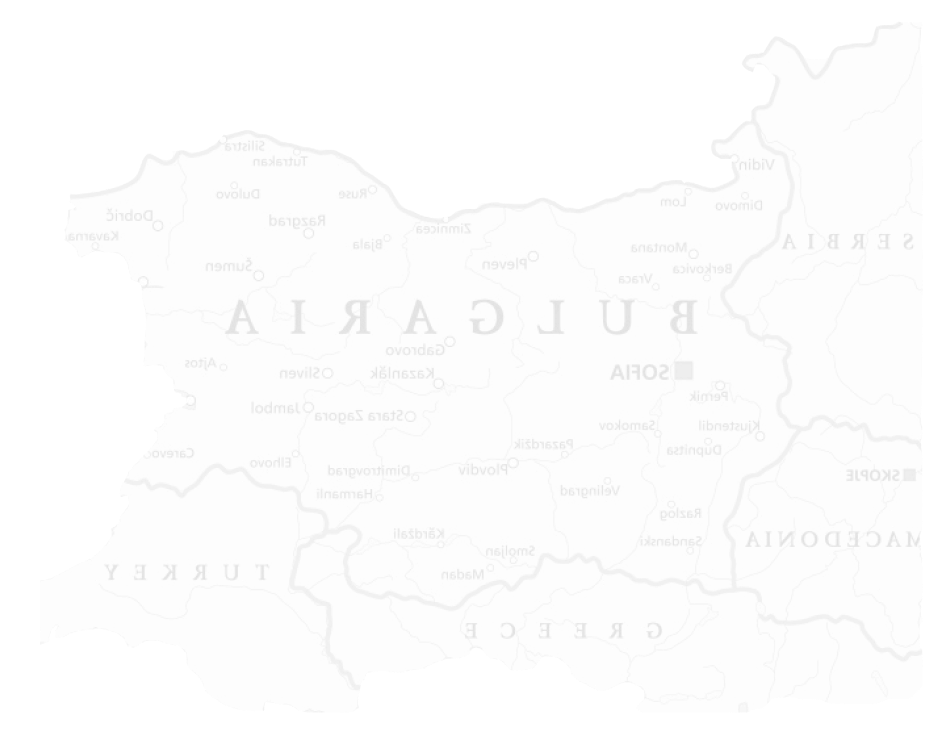 Silistra
Tutrakan
Vidin
Dulovo
Ruse
Lom
Dimovo
Dobrič
Razgrad
Zimnicea
Kavarna
Bjala
Montana
SERBIA
Šumen
Pleven
Berkovica
Vraca
BULGARIA
Gabrovo
Ajtos
Sliven
Kazanlăk
SOFIA
Pernik
Jambol
Stara Zagora
Samokov
Kjustendil
Pazardžik
Dupnitsa
Carevo
Elhovo
Dimitrovgrad
Plovdiv
SKOPJE
Harmanli
Velingrad
Razlog
Kărdžali
Sandanski
MACEDONIA
Smoljan
TURKEY
Madan
GREECE